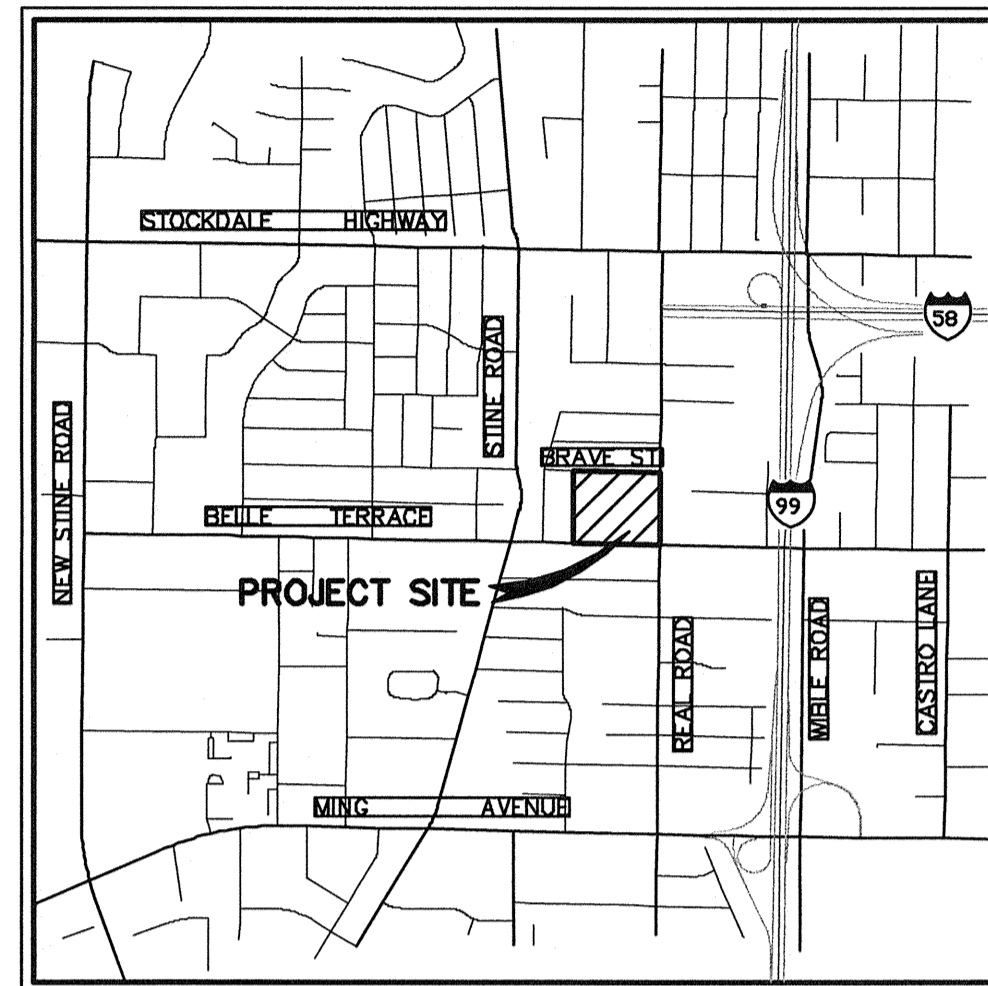 STOCKDALE HIGHWAY
58
STINE ROAD
NEW STINE ROAD
BRAVE ST
99
BELLE TERRACE
PROJECT SITE
REAL ROAD
WIBLE ROAD
CASTRO LANE
MING AVENUE